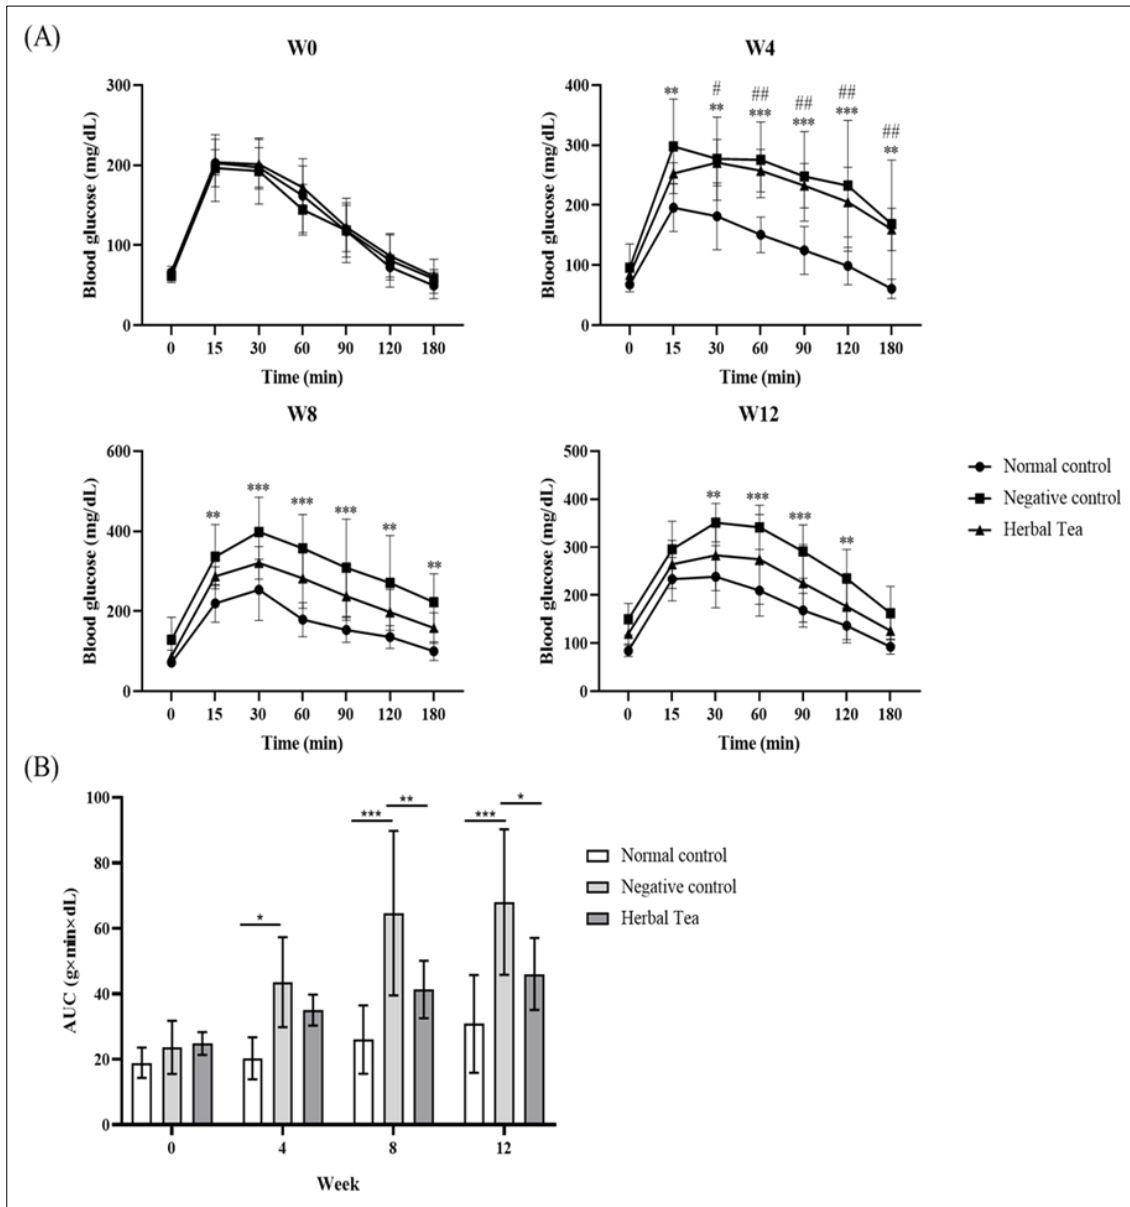 (A)
W0
Blood glucose (mg/dL)
300
200
100
0
0 15 30 60 90 120 180
Time (min)
W4
Blood glucose (mg/dL)
400
300
200
100
0
** # ## ## ## ##
** *** *** *** **
0 15 30 60 90 120 180
Time (min)
W8
Blood glucose (mg/dL)
600
400
200
0
** *** *** *** ** **
0 15 30 60 90 120 180
Time (min)
W12
Blood glucose (mg/dL)
500
400
300
200
100
0
** *** *** **
0 15 30 60 90 120 180
Time (min)
Normal control
Negative control
Herbal Tea
(B)
AUC (g×min×dL)
100
80
60
40
20
0
* *** ** *** *
0 4 8 12
Week
Normal control
Negative control
Herbal Tea